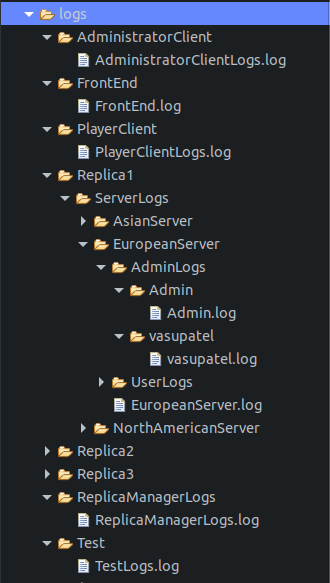 logs
AdministratorClient
AdministratorClientLogs.log
FrontEnd
FrontEnd.log
PlayerClient
PlayerClientLogs.log
Replica1
ServerLogs
AsianServer
EuropeanServer
AdminLogs
Admin
Admin.log
vasupatel
vasupatel.log
UserLogs
EuropeanServer.log
NorthAmericanServer
Replica2
Replica3
ReplicaManagerLogs
ReplicaManagerLogs.log
Test
TestLogs.log